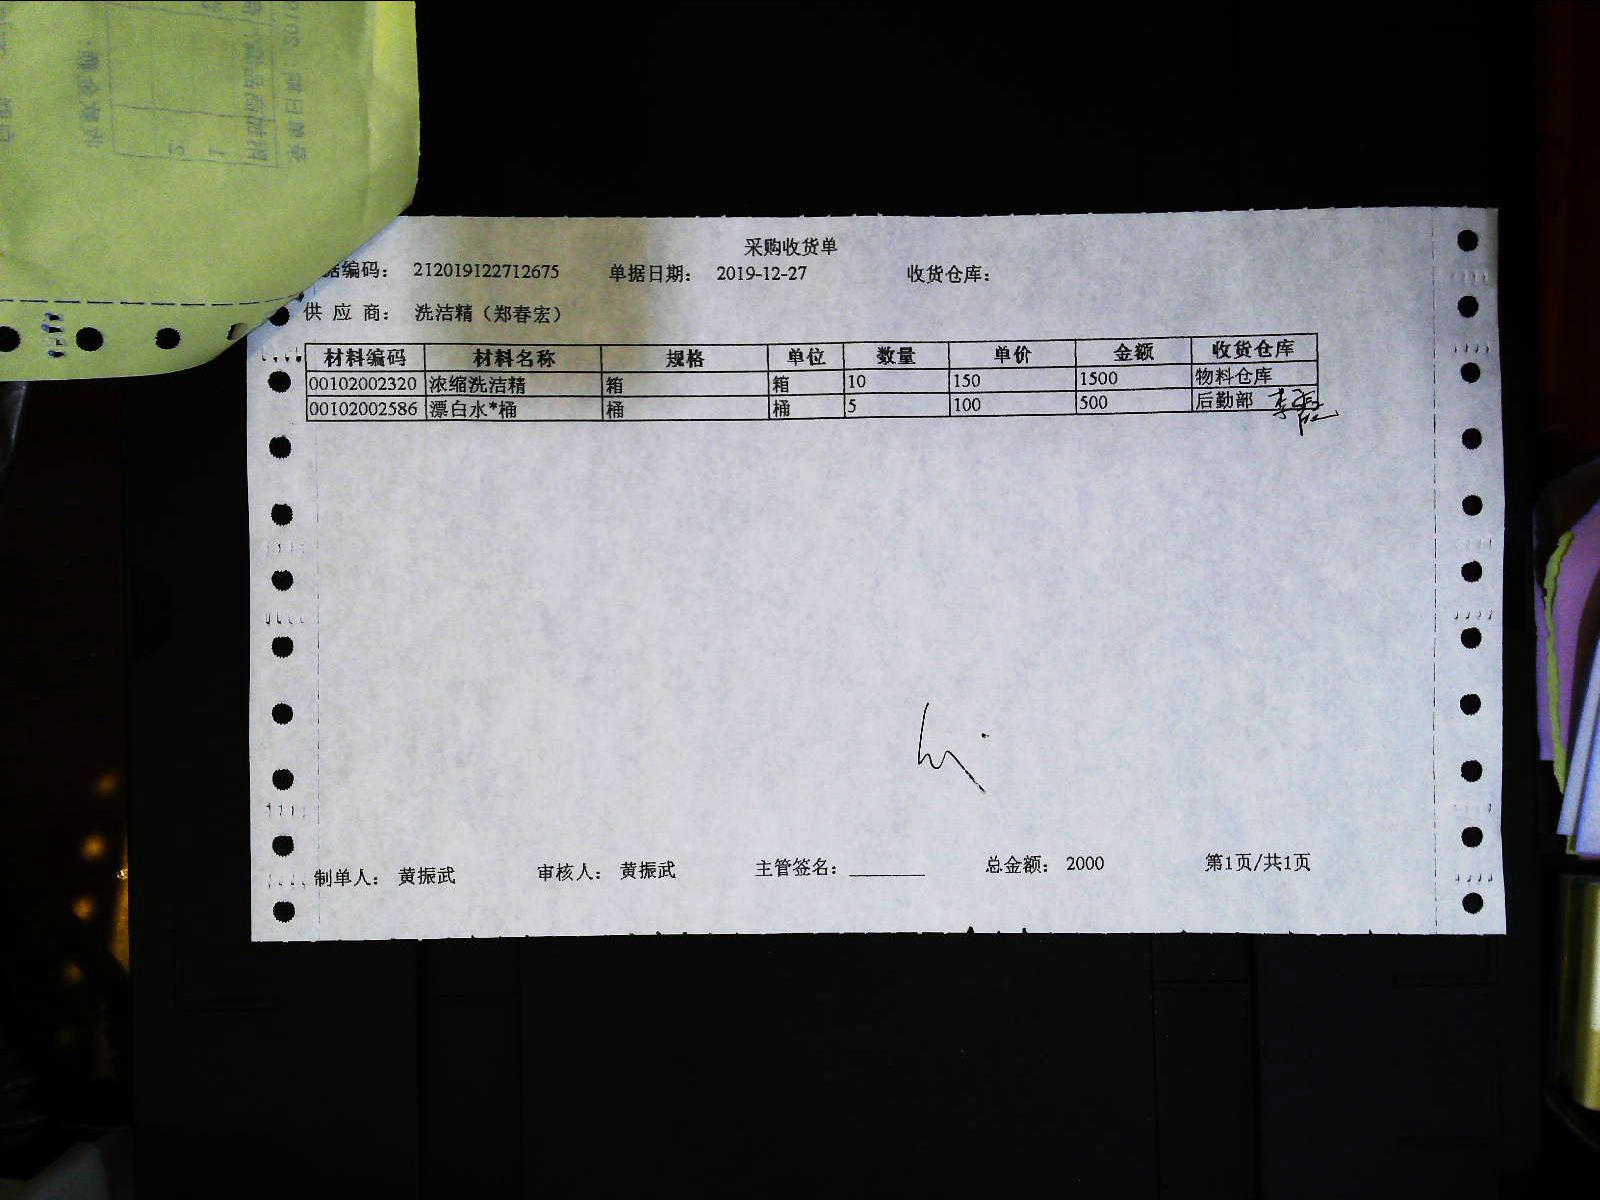 采购收货单
据编码： 212019122712675 单据日期： 2019-12-27 收货仓库：
供 应 商： 洗洁精（郑春宏）
材料编码 材料名称 规格 单位 数量 单价 金额 收货仓库
00102002320 浓缩洗洁精 箱 箱 10 150 1500 物料仓库
00102002586 漂白水*桶 桶 桶 5 100 500 后勤部
制单人： 黄振武 审核人： 黄振武 主管签名：________ 总金额： 2000 第1页/共1页